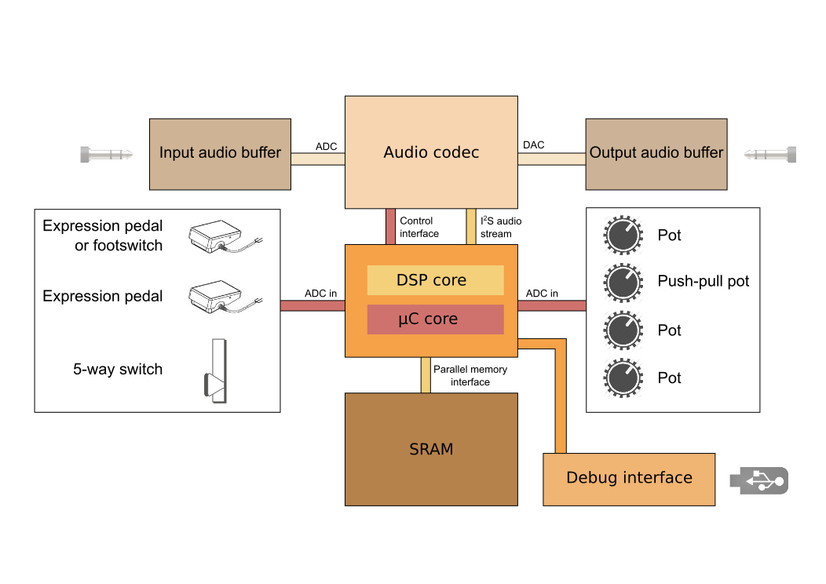 Input audio buffer
ADC
Audio codec
DAC
Output audio buffer
Control
interface
I²S audio
stream
Expression pedal
or footswitch
Expression pedal
5-way switch
ADC in
DSP core
µC core
ADC in
Pot
Push-pull pot
Pot
Pot
Parallel memory
interface
SRAM
Debug interface